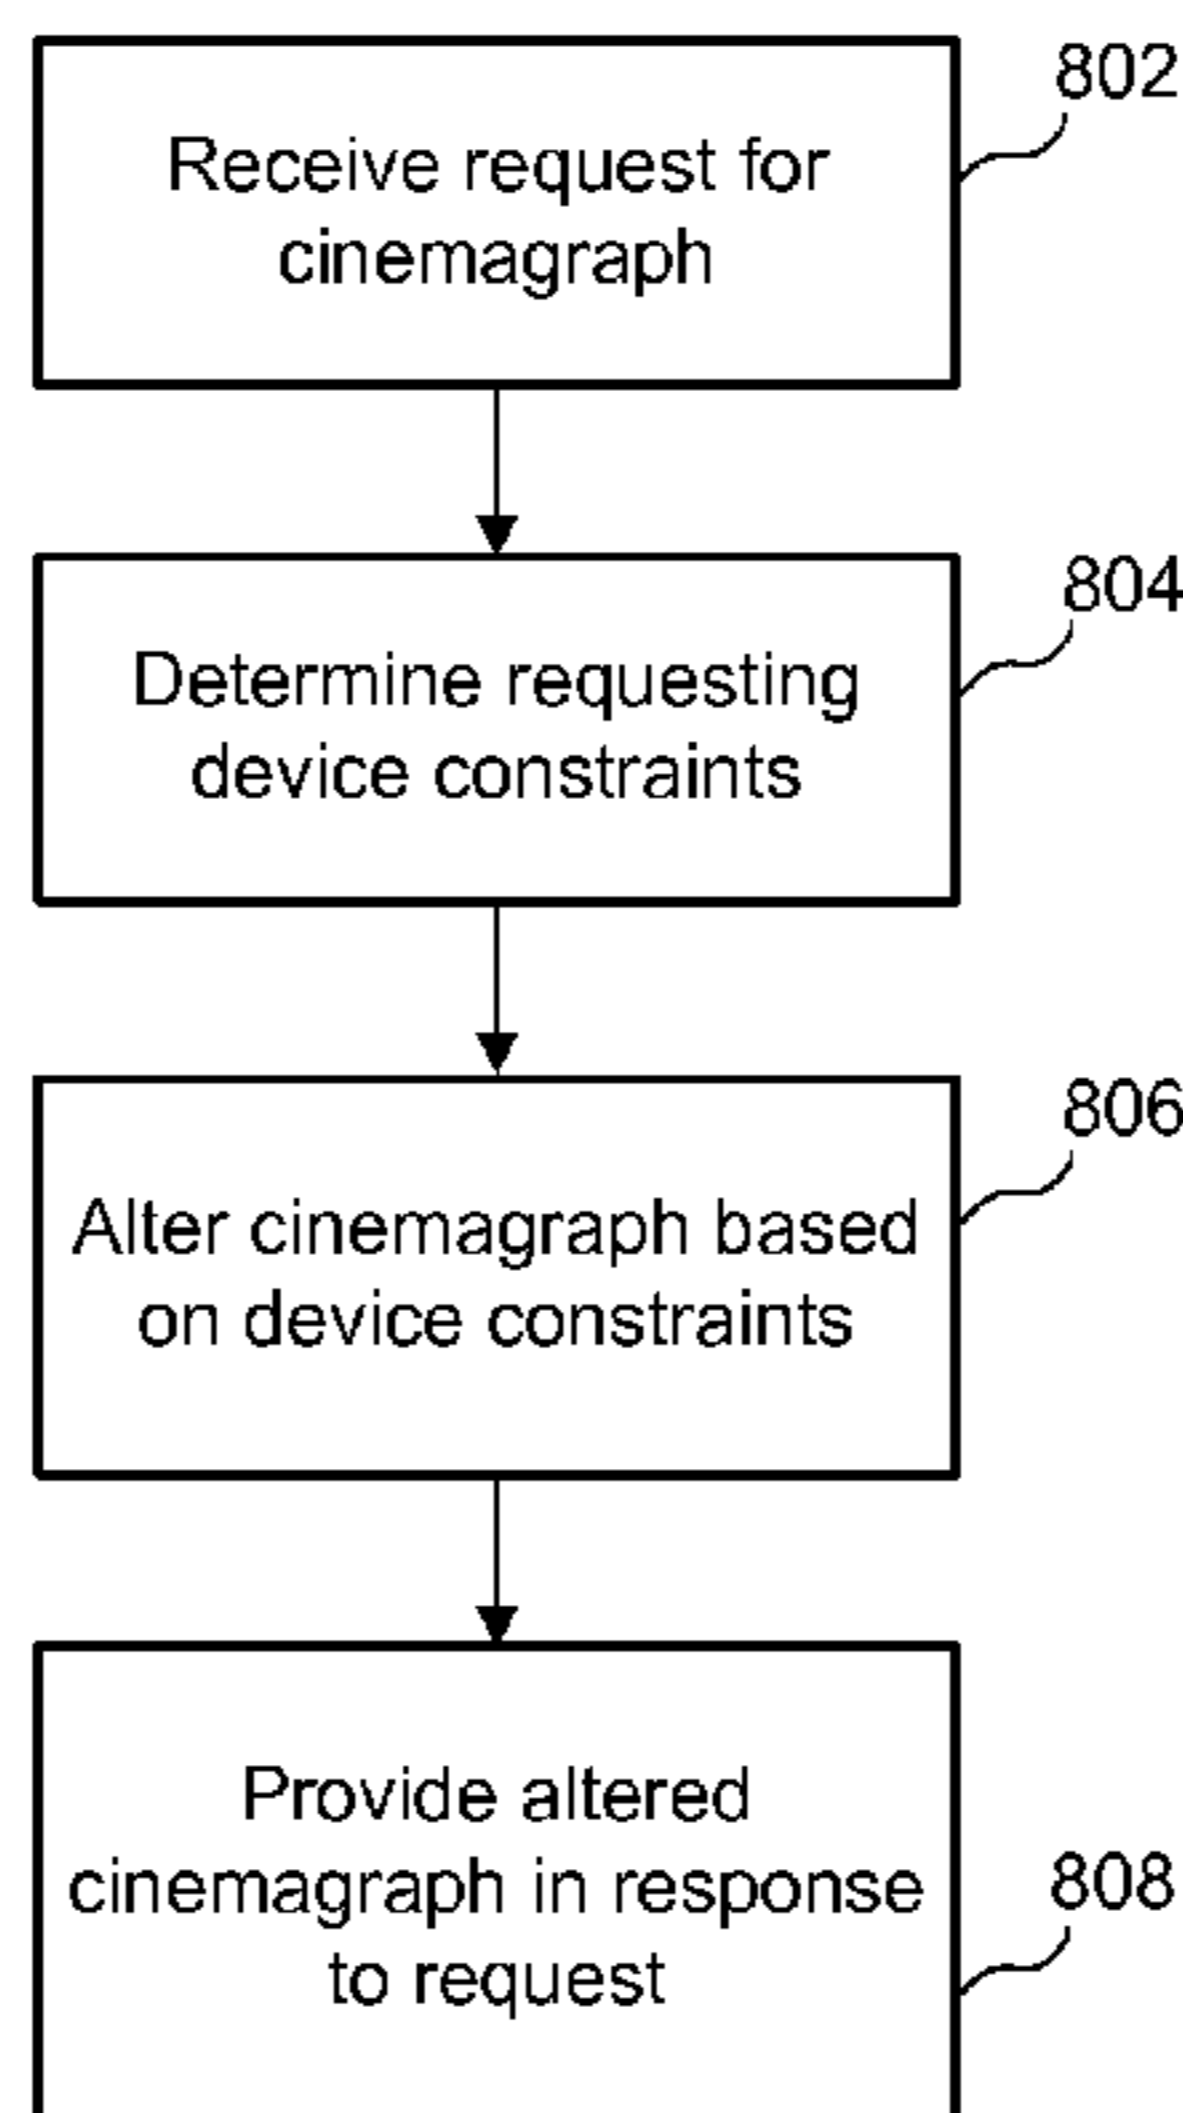 802
Receive request for
cinemagraph
804
Determine requesting
device constraints
806
Alter cinemagraph based
on device constraints
Provide altered
cinemagraph in response
808
to request